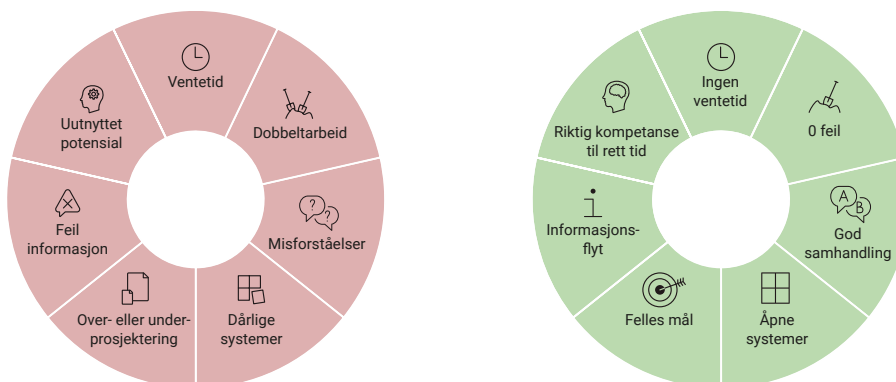 Ventetid
Dobbeltarbeid
?
?
Misforståelser
Dårlige
systemer
Over- eller under-
prosjektering
Feil
informasjon
Uutnyttet
potensial
Ingen
ventetid
0 feil
A
B
God
samhandling
Åpne
systemer
Felles mål
i
Informasjons-
flyt
Riktig kompetanse
til rett tid